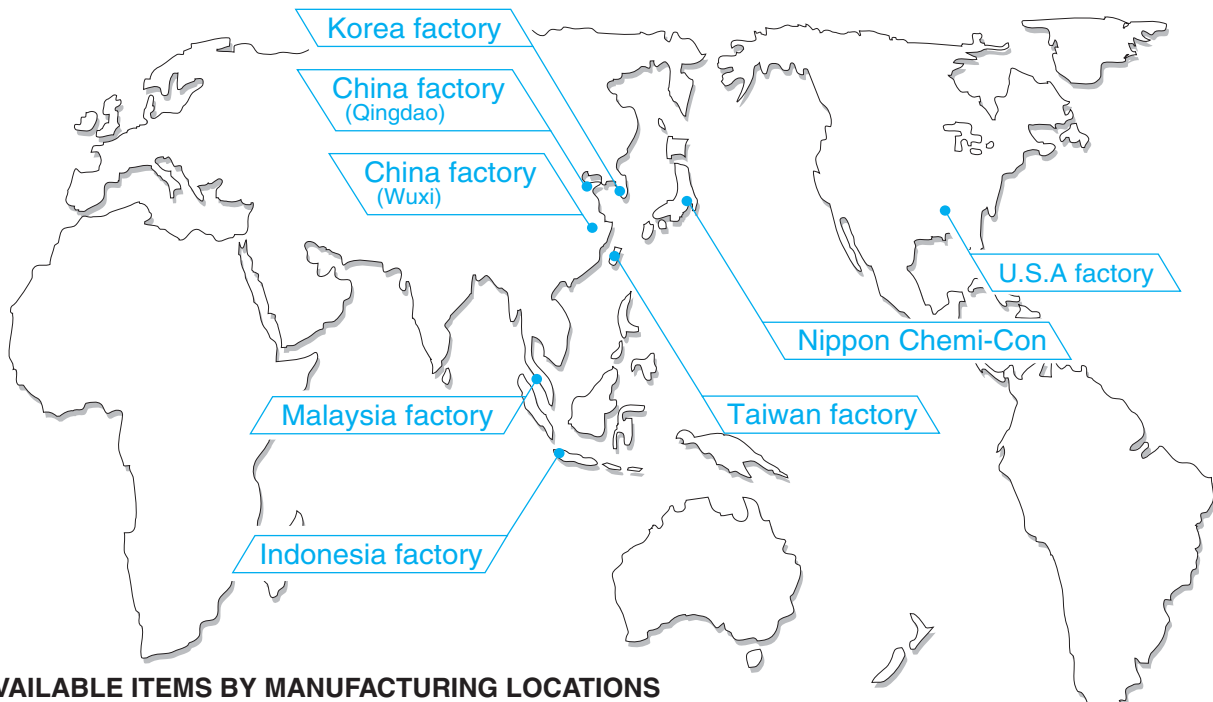 Korea factory
China factory
(Qingdao)
China factory
(Wuxi)
U.S.A factory
Nippon Chemi-Con
Malaysia factory
Taiwan factory
Indonesia factory
VAILABLE ITEMS BY MANUFACTURING LOCATIONS